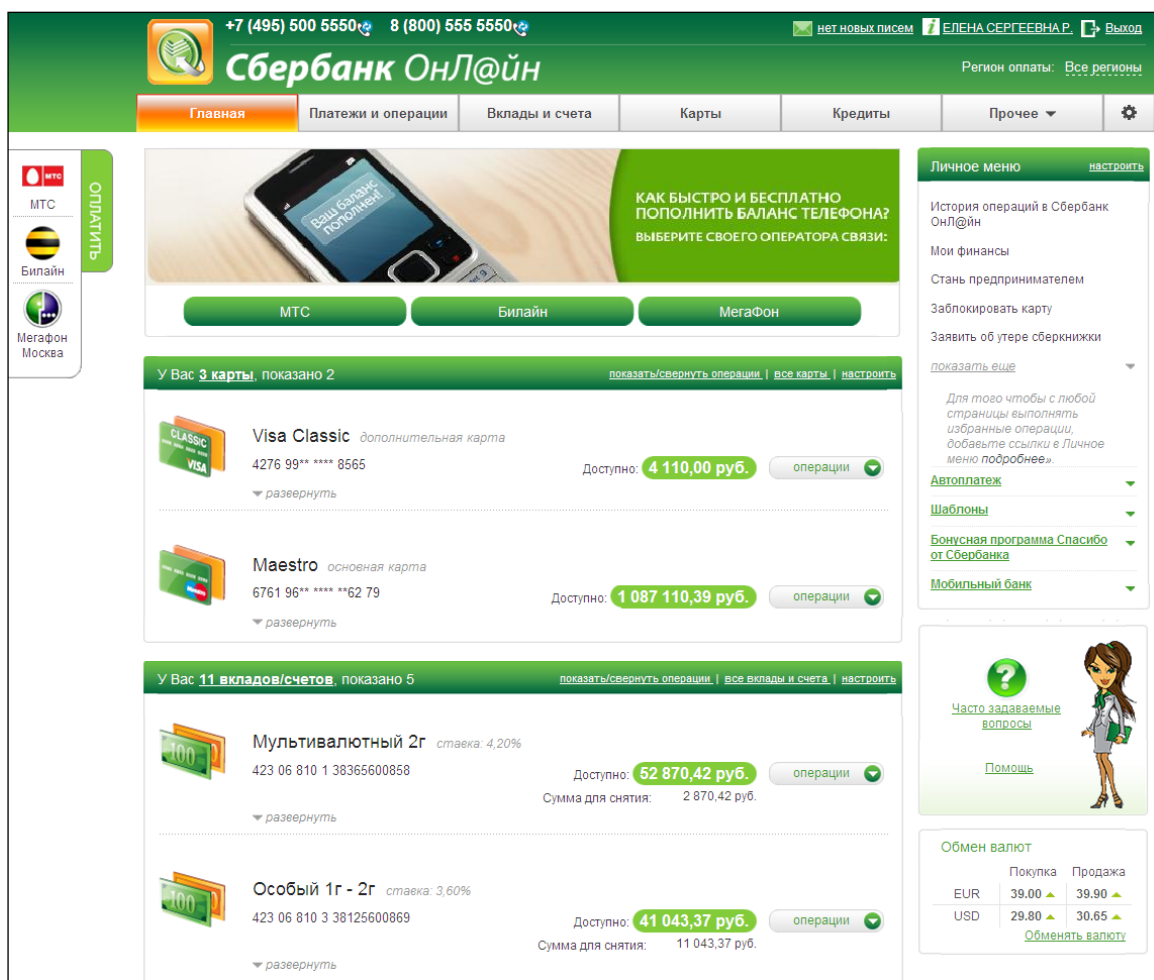 +7 (495) 500 5550 8 (800) 555 5550
нет новых писем ЕЛЕНА СЕРГЕЕВНА Р. Выход
Сбербанк ОнЛ@йн
Регион оплаты: Все регионы
Главная Платежи и операции Вклады и счета Карты Кредиты Прочее
ОПЛАТИТЬ
МТС
МТС
Билайн
Мегафон
Москва
Ваш баланс
пополнен!
КАК БЫСТРО И БЕСПЛАТНО
ПОПОЛНИТЬ БАЛАНС ТЕЛЕФОНА?
ВЫБЕРИТЕ СВОЕГО ОПЕРАТОРА СВЯЗИ:
МТС Билайн МегаФон
У Вас 3 карты, показано 2 показать/свернуть операции | все карты | настроить
CLASSIC
VISA
Visa Classic дополнительная карта
4276 99** **** 8565
Доступно: 4 110,00 руб. операции
развернуть
Maestro основная карта
6761 96** **** **62 79
Доступно: 1 087 110,39 руб. операции
развернуть
У Вас 11 вкладов/счетов, показано 5 показать/свернуть операции | все вклады и счета | настроить
100
Мультивалютный 2г ставка: 4,20%
423 06 810 1 38365600858
Доступно: 52 870,42 руб. операции
Сумма для снятия: 2 870,42 руб.
развернуть
100
Особый 1г - 2г ставка: 3,60%
423 06 810 3 38125600869
Доступно: 41 043,37 руб. операции
Сумма для снятия: 11 043,37 руб.
развернуть
Личное меню настроить
История операций в Сбербанк
ОнЛ@йн
Мои финансы
Стань предпринимателем
Заблокировать карту
Заявить об утере сберкнижки
показать еще
Для того чтобы с любой
страницы выполнять
избранные операции,
добавьте ссылки в Личное
меню подробнее».
Автоплатеж
Шаблоны
Бонусная программа Спасибо
от Сбербанка
Мобильный банк
Часто задаваемые
вопросы
Помощь
Обмен валют
Покупка Продажа
EUR 39.00 39.90
USD 29.80 30.65
Обменять валюту